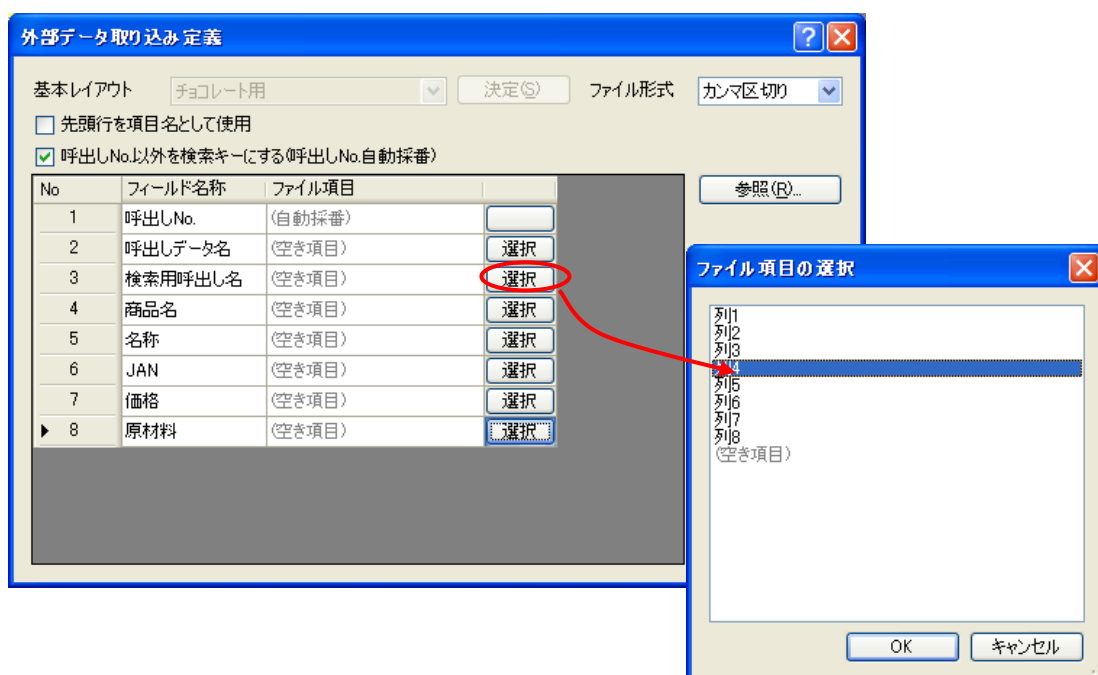 外部データ取り込み定義
基本レイアウト チョコレート用 決定(S) ファイル形式 カンマ区切り
先頭行を項目名として使用
呼出しNo.以外を検索キーにする(呼出しNo.自動採番)
No フィールド名称 ファイル項目 参照(R)...
1 呼出しNo. (自動採番)
2 呼出しデータ名 (空き項目) 選択
3 検索用呼出し名 (空き項目) 選択
4 商品名 (空き項目) 選択
5 名称 (空き項目) 選択
6 JAN (空き項目) 選択
7 価格 (空き項目) 選択
8 原材料 (空き項目) 選択
ファイル項目の選択
列1
列2
列3
列4
列5
列6
列7
列8
(空き項目)
OK キャンセル